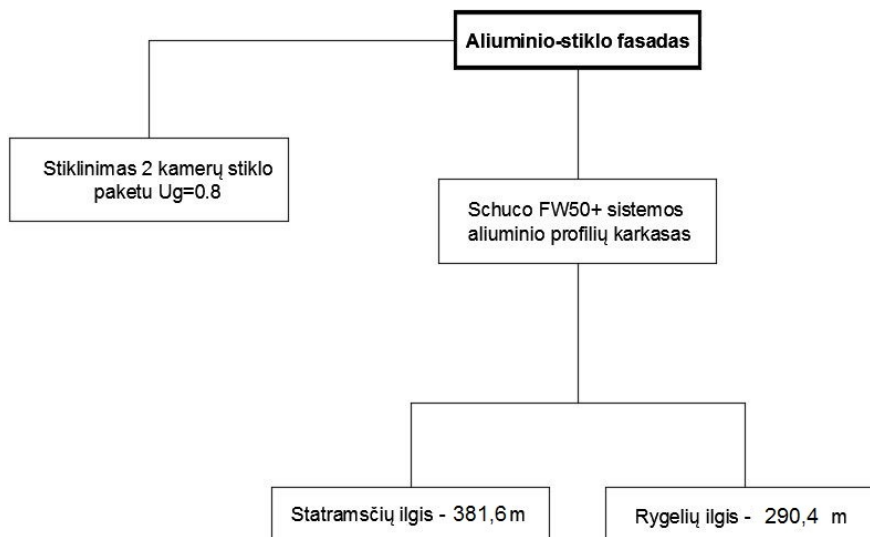 Aliuminio-stiklo fasadas
Stiklinimas 2 kamerų stiklo
paketu Ug=0.8
Schuco FW50+ sistemos
aliuminio profilių karkasas
Statramsčių ilgis - 381,6 m
Rygelių ilgis - 290,4 m